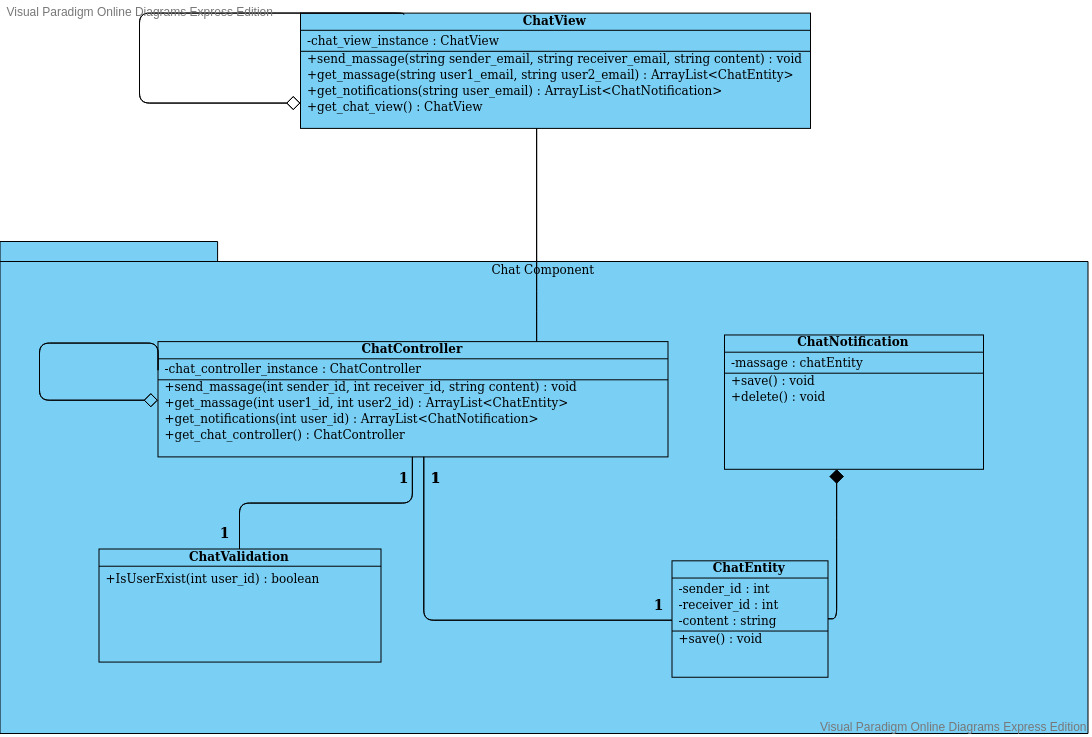 Visual Paradigm Online Diagrams Express Edition
ChatView
-chat_view_instance : ChatView
+send_massage(string sender_email, string receiver_email, string content) : void
+get_massage(string user1_email, string user2_email) : ArrayList<ChatEntity>
+get_notifications(string user_email) : ArrayList<ChatNotification>
+get_chat_view() : ChatView
Chat Component
ChatController
-chat_controller_instance : ChatController
+send_massage(int sender_id, int receiver_id, string content) : void
+get_massage(int user1_id, int user2_id) : ArrayList<ChatEntity>
+get_notifications(int user_id) : ArrayList<ChatNotification>
+get_chat_controller() : ChatController
ChatNotification
-massage : chatEntity
+save() : void
+delete() : void
1
1
1
ChatValidation
+IsUserExist(int user_id) : boolean
1
ChatEntity
-sender_id : int
-receiver_id : int
-content : string
+save() : void
Visual Paradigm Online Diagrams Express Edition